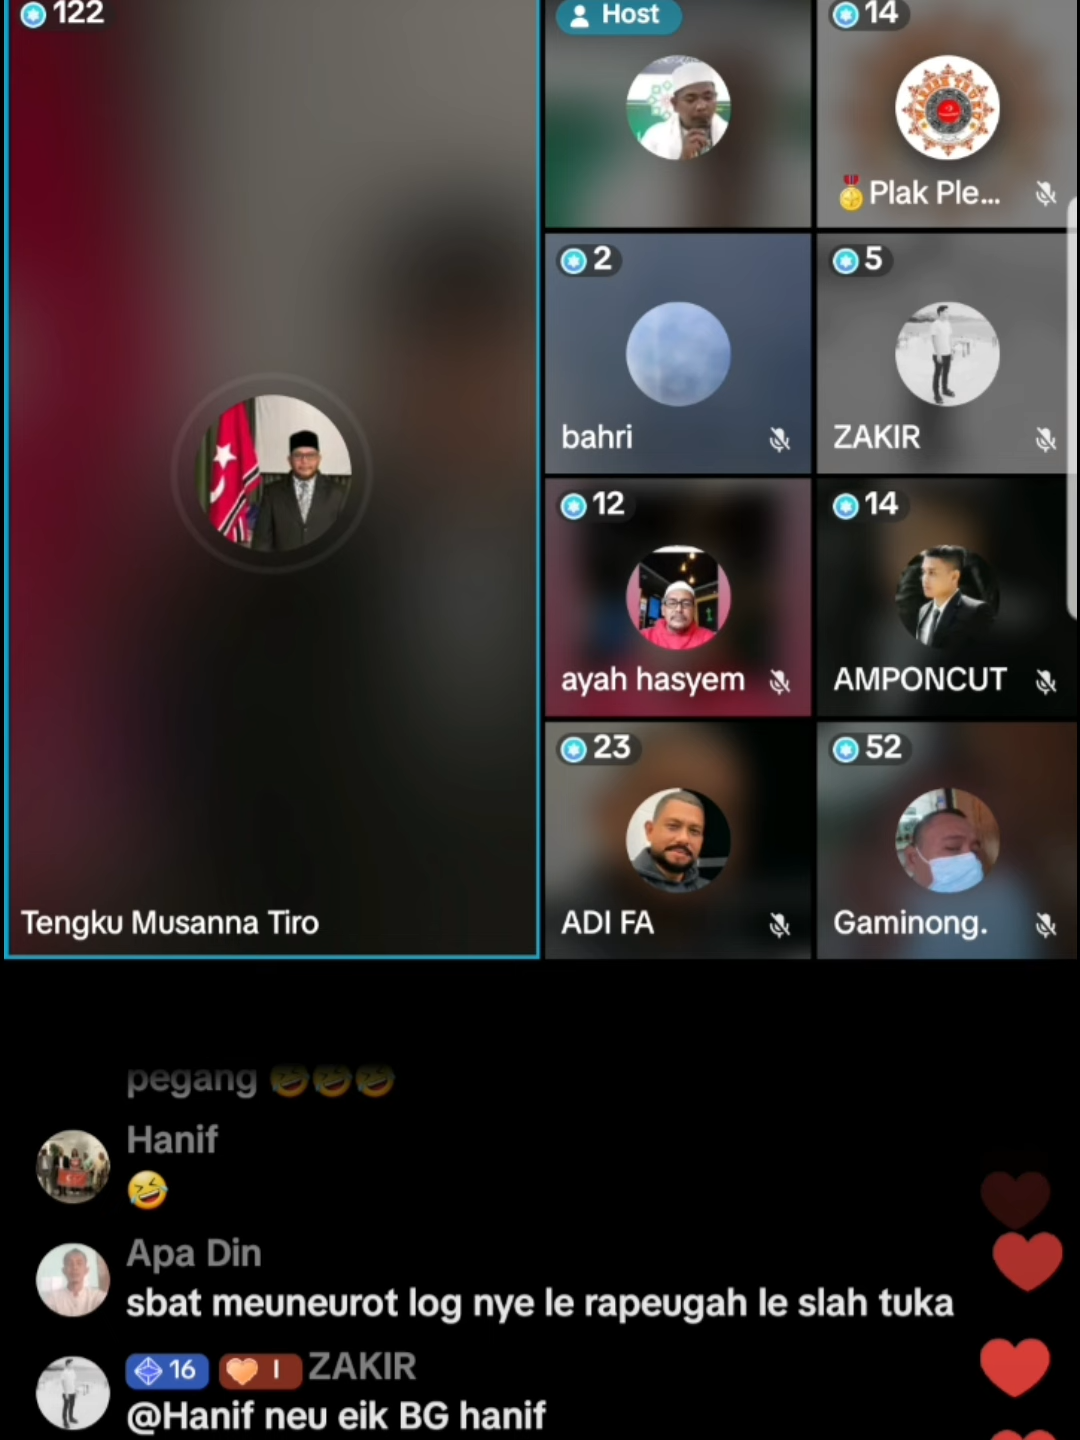 122
Host
14
Plak Ple...
2
bahri
5
ZAKIR
12
ayah hasyem
14
AMPONCUT
23
ADI FA
52
Gaminong.
Tengku Musanna Tiro
pegang 🤣🤣🤣
Hanif
🤣
Apa Din
sbat meuneurot log nye le rapeugah le slah tuka
16 I ZAKIR
@Hanif neu eik BG hanif